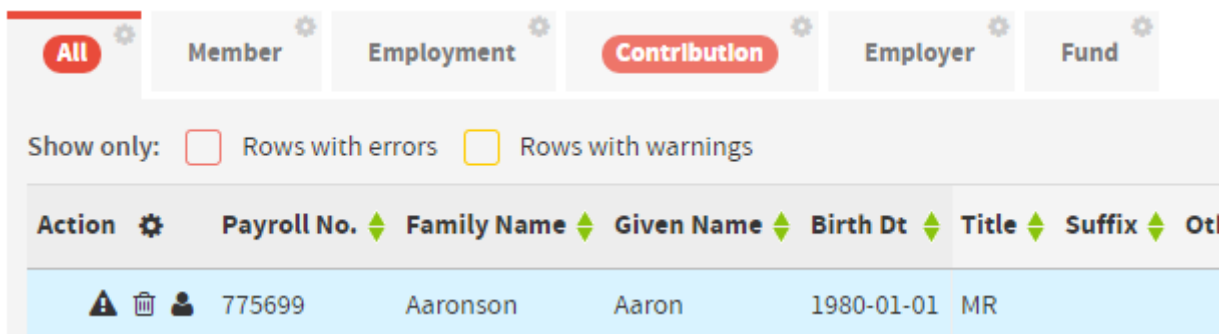 All Member Employment Contribution Employer Fund
Show only: Rows with errors Rows with warnings
Action Payroll No. Family Name Given Name Birth Dt Title Suffix
775699 Aaronson Aaron 1980-01-01 MR